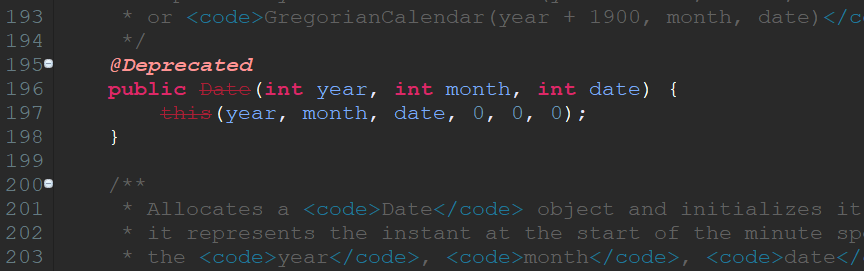 193 * or <code>GregorianCalendar(year + 1900, month, date)</c
194 */
195 @Deprecated
196 public Date(int year, int month, int date) {
197 this(year, month, date, 0, 0, 0);
198 }
199
200 /**
201 * Allocates a <code>Date</code> object and initializes it
202 * it represents the instant at the start of the minute sp
203 * the <code>year</code>, <code>month</code>, <code>date</